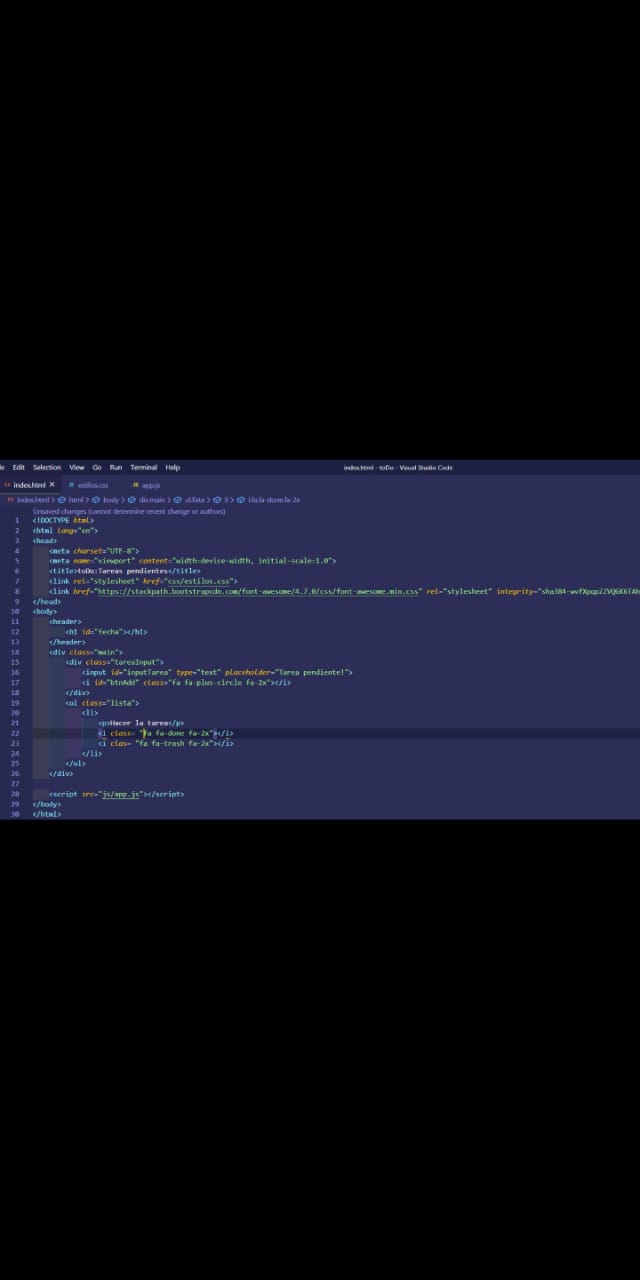 le Edit Selection View Go Run Terminal Help index.html - toDo - Visual Studio Code
index.html estilos.css app.js
index.html > html > body > div.main > ul.lista > li > i.fa.fa-done.fa-2x
Unsaved changes (cannot determine recent change or authors)
1 <!DOCTYPE html>
2 <html lang="en">
3 <head>
4 <meta charset="UTF-8">
5 <meta name="viewport" content="width=device-width, initial-scale=1.0">
6 <title>toDo:Tareas pendientes</title>
7 <link rel="stylesheet" href="css/estilos.css">
8 <link href="https://stackpath.bootstrapcdn.com/font-awesome/4.7.0/css/font-awesome.min.css" rel="stylesheet" integrity="sha384-wvfXpqpZZVQGK6TAh
9 </head>
10 <body>
11 <header>
12 <h1 id="fecha"></h1>
13 </header>
14 <div class="main">
15 <div class="tareaInput">
16 <input id="inputTarea" type="text" placeholder="Tarea pendiente!">
17 <i id="btnAdd" class="fa fa-plus-circle fa-2x"></i>
18 </div>
19 <ul class="lista">
20 <li>
21 <p>Hacer la tarea</p>
22 <i class= "fa fa-done fa-2x"></i>
23 <i clas= "fa fa-trash fa-2x"></i>
24 </li>
25 </ul>
26 </div>
27
28 <script src="js/app.js"></script>
29 </body>
30 </html>